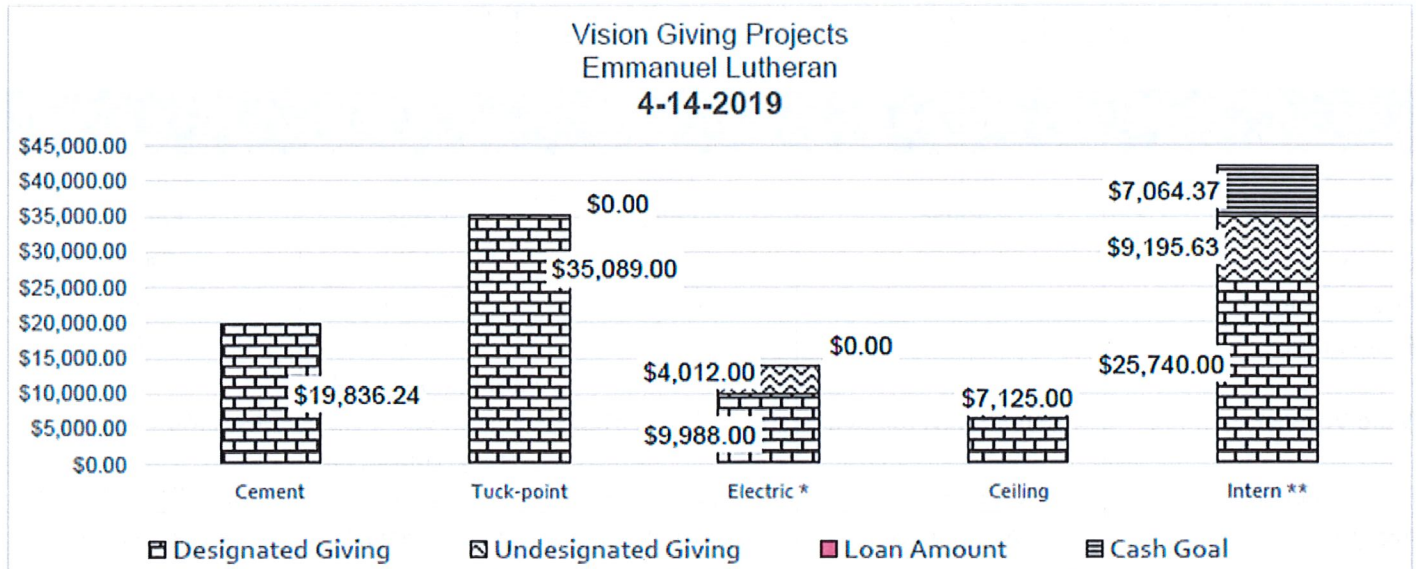 Vision Giving Projects
Emmanuel Lutheran
4-14-2019
$45,000.00
$40,000.00
$35,000.00
$30,000.00
$25,000.00
$20,000.00
$15,000.00
$10,000.00
$5,000.00
$0.00
$19,836.24
$0.00
$35,089.00
$0.00
$4,012.00
$9,988.00
$7,125.00
$7,064.37
$9,195.63
$25,740.00
Cement
Tuck-point
Electric *
Ceiling
Intern **
Designated Giving
Undesignated Giving
Loan Amount
Cash Goal